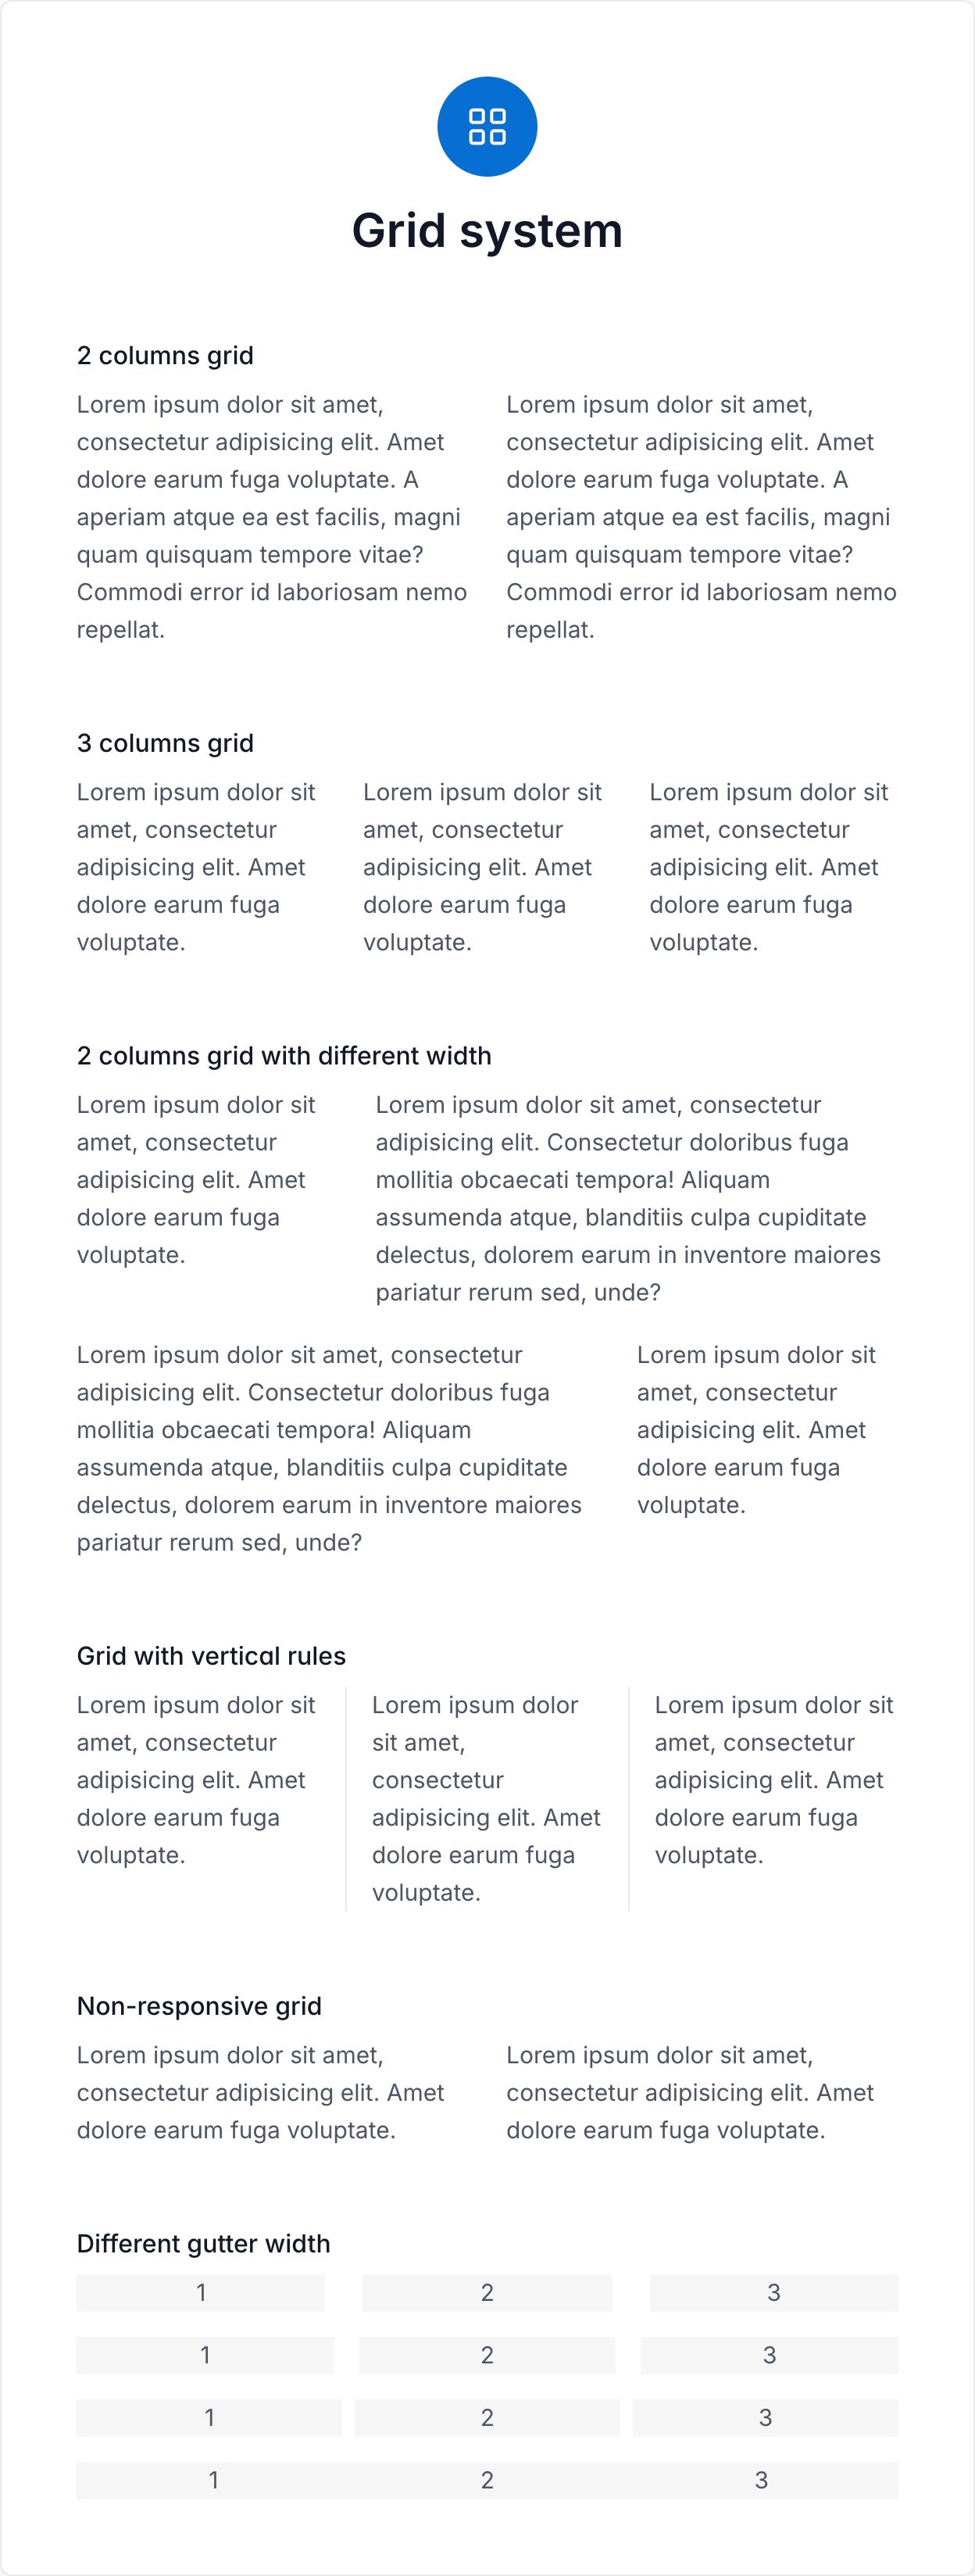 Grid system
2 columns grid
Lorem ipsum dolor sit amet,
consectetur adipisicing elit. Amet
dolore earum fuga voluptate. A
aperiam atque ea est facilis, magni
quam quisquam tempore vitae?
Commodi error id laboriosam nemo
repellat.
Lorem ipsum dolor sit amet,
consectetur adipisicing elit. Amet
dolore earum fuga voluptate. A
aperiam atque ea est facilis, magni
quam quisquam tempore vitae?
Commodi error id laboriosam nemo
repellat.
3 columns grid
Lorem ipsum dolor sit
amet, consectetur
adipisicing elit. Amet
dolore earum fuga
voluptate.
Lorem ipsum dolor sit
amet, consectetur
adipisicing elit. Amet
dolore earum fuga
voluptate.
Lorem ipsum dolor sit
amet, consectetur
adipisicing elit. Amet
dolore earum fuga
voluptate.
2 columns grid with different width
Lorem ipsum dolor sit
amet, consectetur
adipisicing elit. Amet
dolore earum fuga
voluptate.
Lorem ipsum dolor sit amet, consectetur
adipisicing elit. Consectetur doloribus fuga
mollitia obcaecati tempora! Aliquam
assumenda atque, blanditiis culpa cupiditate
delectus, dolorem earum in inventore maiores
pariatur rerum sed, unde?
Lorem ipsum dolor sit amet, consectetur
adipisicing elit. Consectetur doloribus fuga
mollitia obcaecati tempora! Aliquam
assumenda atque, blanditiis culpa cupiditate
delectus, dolorem earum in inventore maiores
pariatur rerum sed, unde?
Lorem ipsum dolor sit
amet, consectetur
adipisicing elit. Amet
dolore earum fuga
voluptate.
Grid with vertical rules
Lorem ipsum dolor sit
amet, consectetur
adipisicing elit. Amet
dolore earum fuga
voluptate.
Lorem ipsum dolor
sit amet,
consectetur
adipisicing elit. Amet
dolore earum fuga
voluptate.
Lorem ipsum dolor sit
amet, consectetur
adipisicing elit. Amet
dolore earum fuga
voluptate.
Non-responsive grid
Lorem ipsum dolor sit amet,
consectetur adipisicing elit. Amet
dolore earum fuga voluptate.
Lorem ipsum dolor sit amet,
consectetur adipisicing elit. Amet
dolore earum fuga voluptate.
Different gutter width
1 2 3
1 2 3
1 2 3
1 2 3